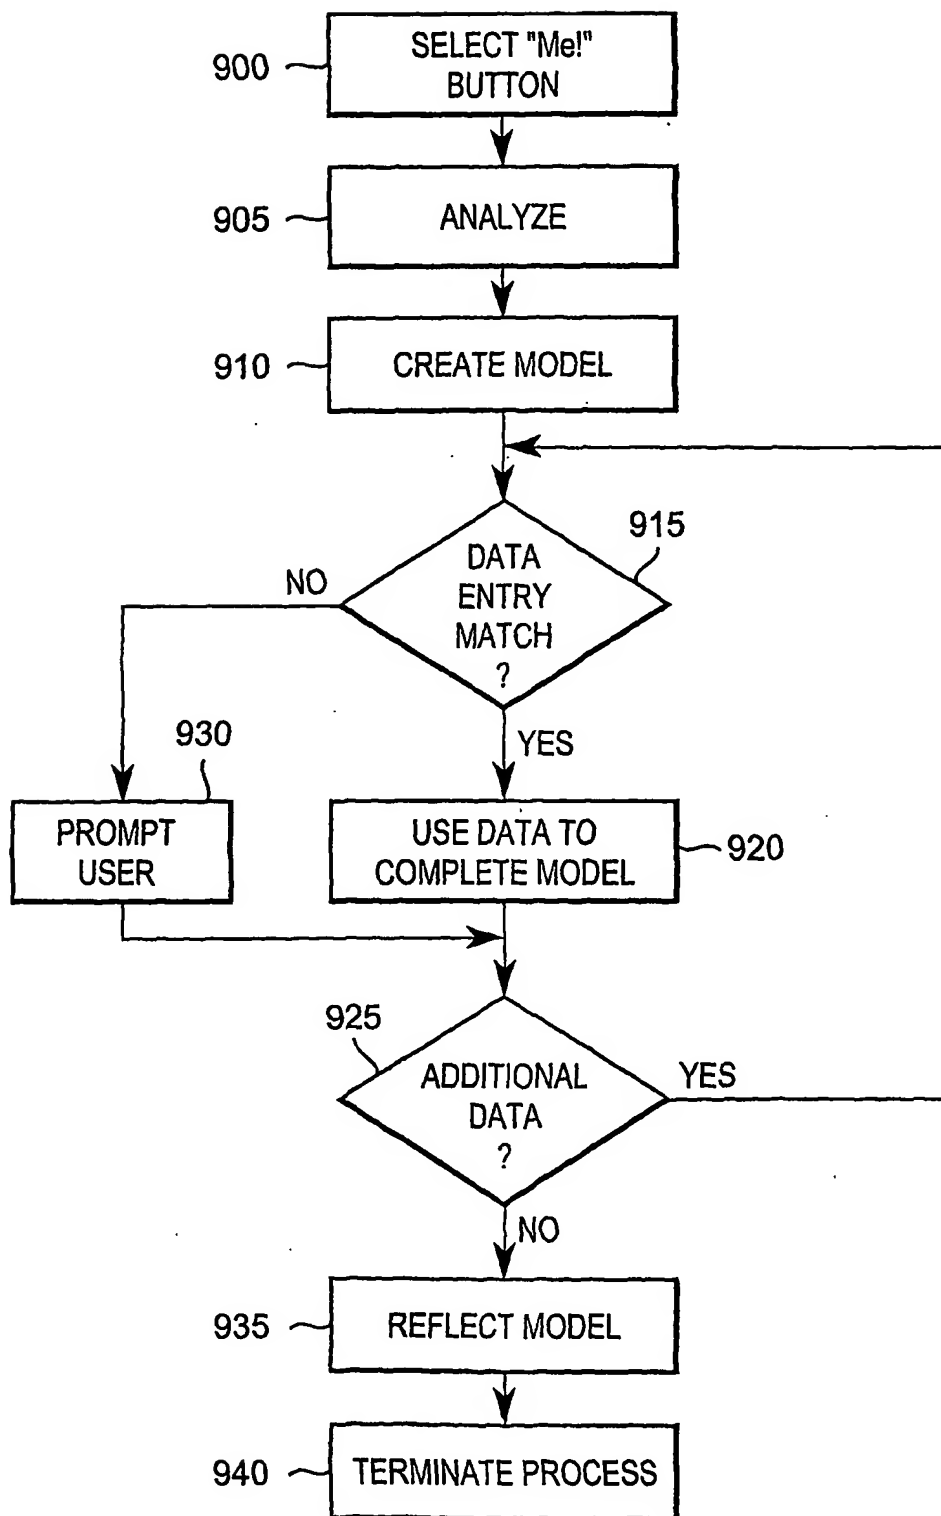 900
SELECT "Me!"
BUTTON
905
ANALYZE
910
CREATE MODEL
915
DATA
ENTRY
MATCH
?
NO
YES
930
PROMPT
USER
USE DATA TO
COMPLETE MODEL
920
925
ADDITIONAL
DATA
?
YES
NO
935
REFLECT MODEL
940
TERMINATE PROCESS